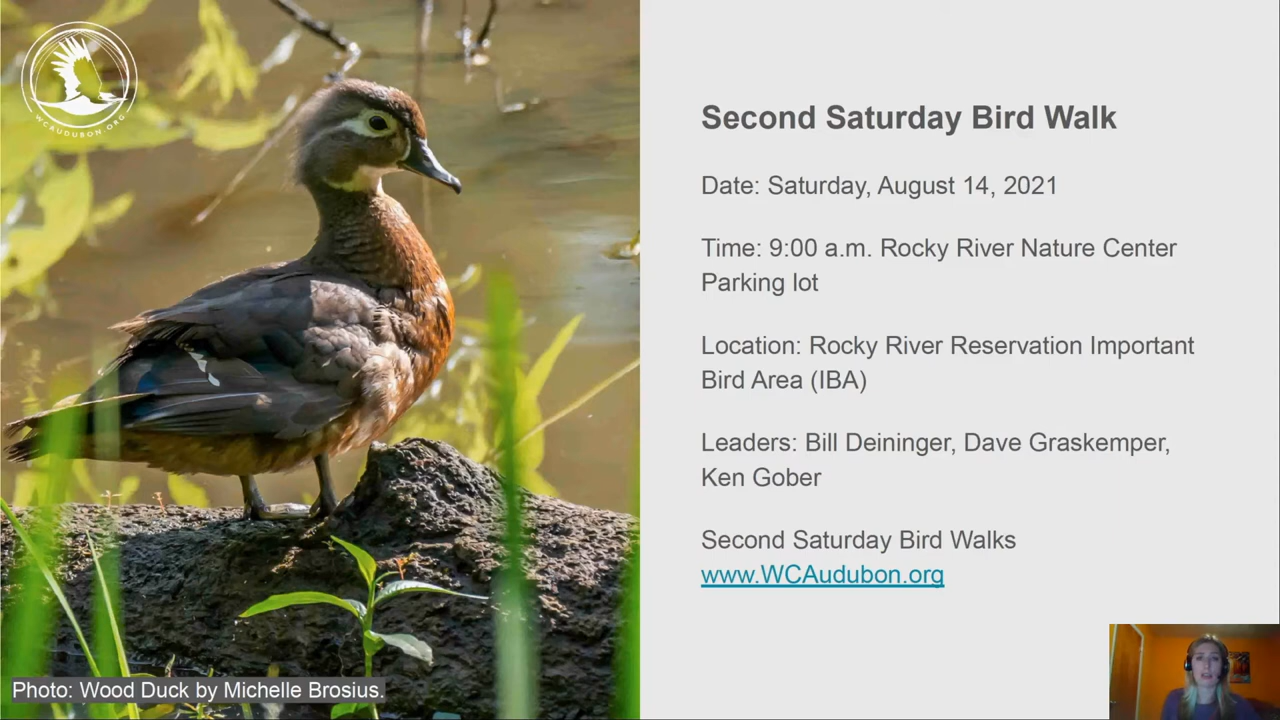 WCAUDUBON.ORG
Second Saturday Bird Walk
Date: Saturday, August 14, 2021
Time: 9:00 a.m. Rocky River Nature Center
Parking lot
Location: Rocky River Reservation Important
Bird Area (IBA)
Leaders: Bill Deininger, Dave Graskemper,
Ken Gober
Second Saturday Bird Walks
www.WCAudubon.org
Photo: Wood Duck by Michelle Brosius.